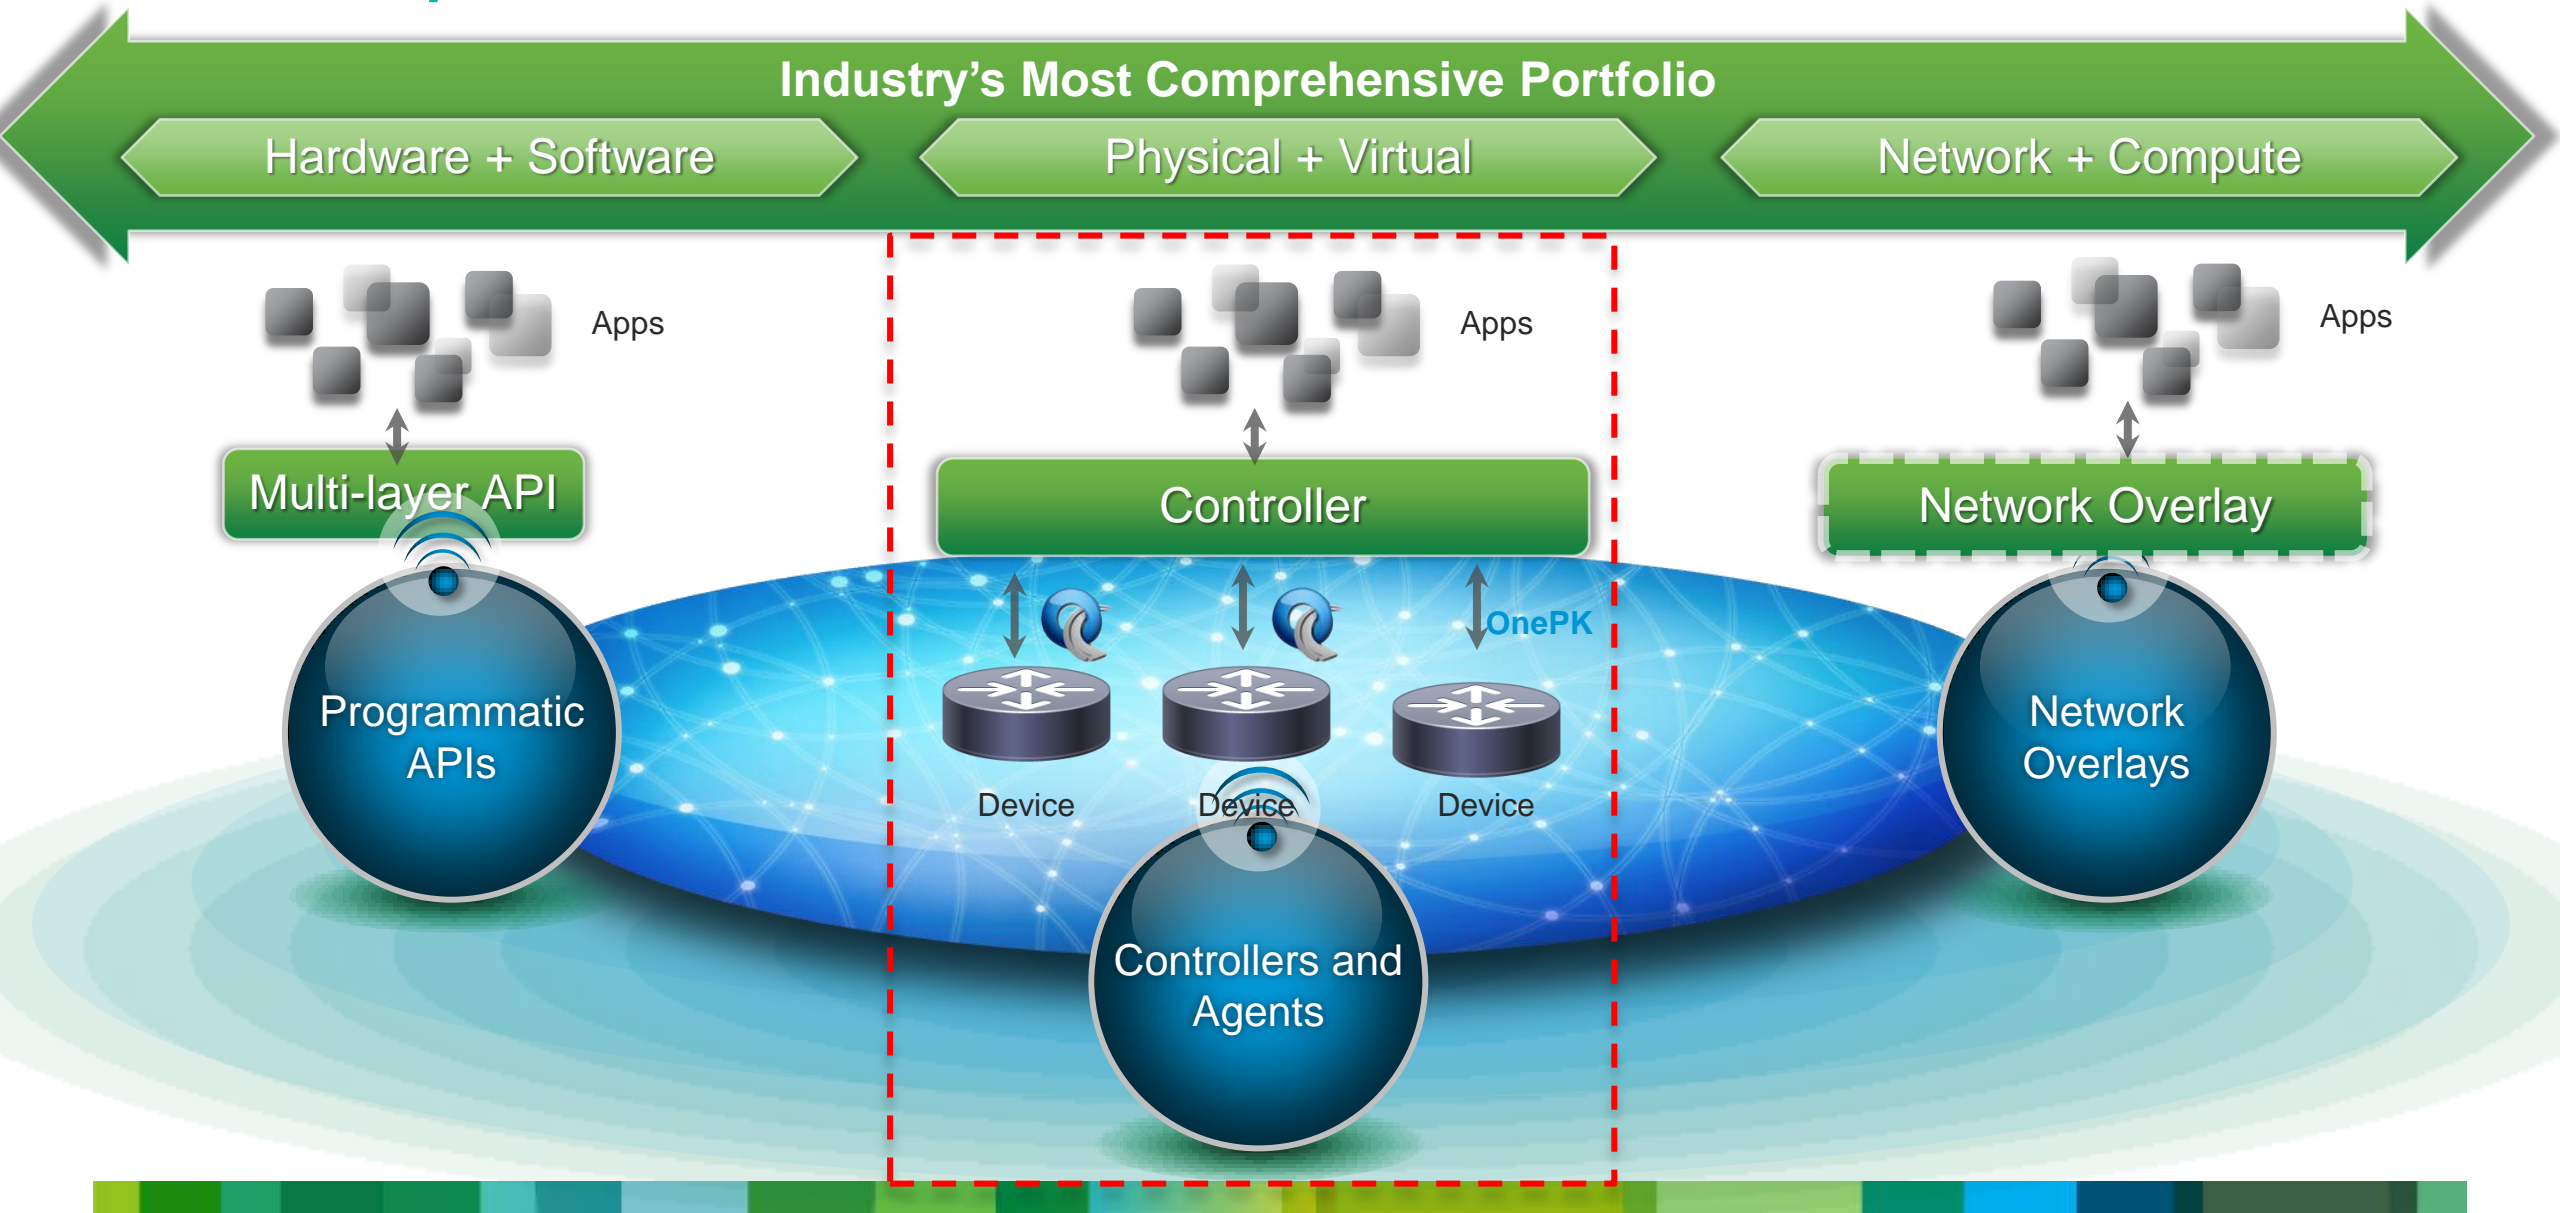 Industry's Most Comprehensive Portfolio
Hardware + Software
Physical + Virtual
Network + Compute
Apps
Apps
Apps
Multi-layer API
Controller
Network Overlay
OnePK
Programmatic
APIs
Device
Device
Device
Network
Overlays
Controllers and
Agents